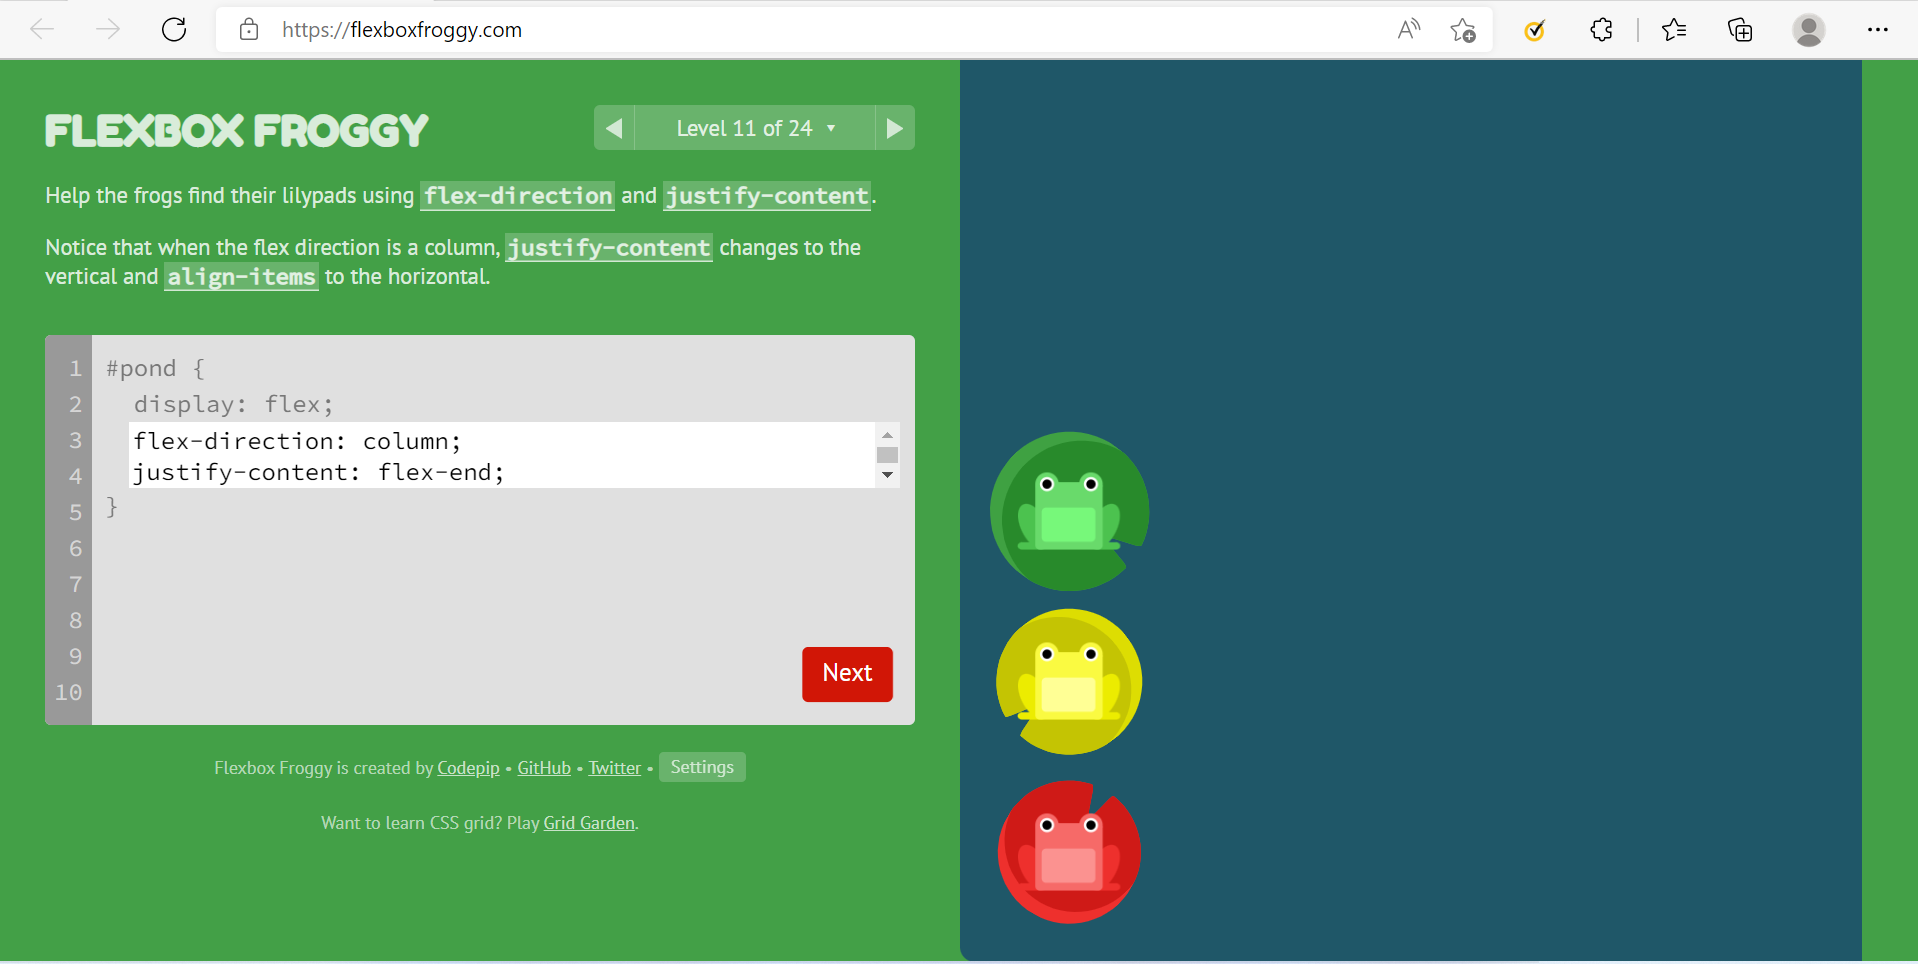 https://flexboxfroggy.com
FLEXBOX FROGGY
Level 11 of 24
Help the frogs find their lilypads using flex-direction and justify-content.
Notice that when the flex direction is a column, justify-content changes to the
vertical and align-items to the horizontal.
1 #pond {
2 display: flex;
3 flex-direction: column;
4 justify-content: flex-end;
5 }
6
7
8
9
10
Next
Flexbox Froggy is created by Codepip • GitHub • Twitter • Settings
Want to learn CSS grid? Play Grid Garden.